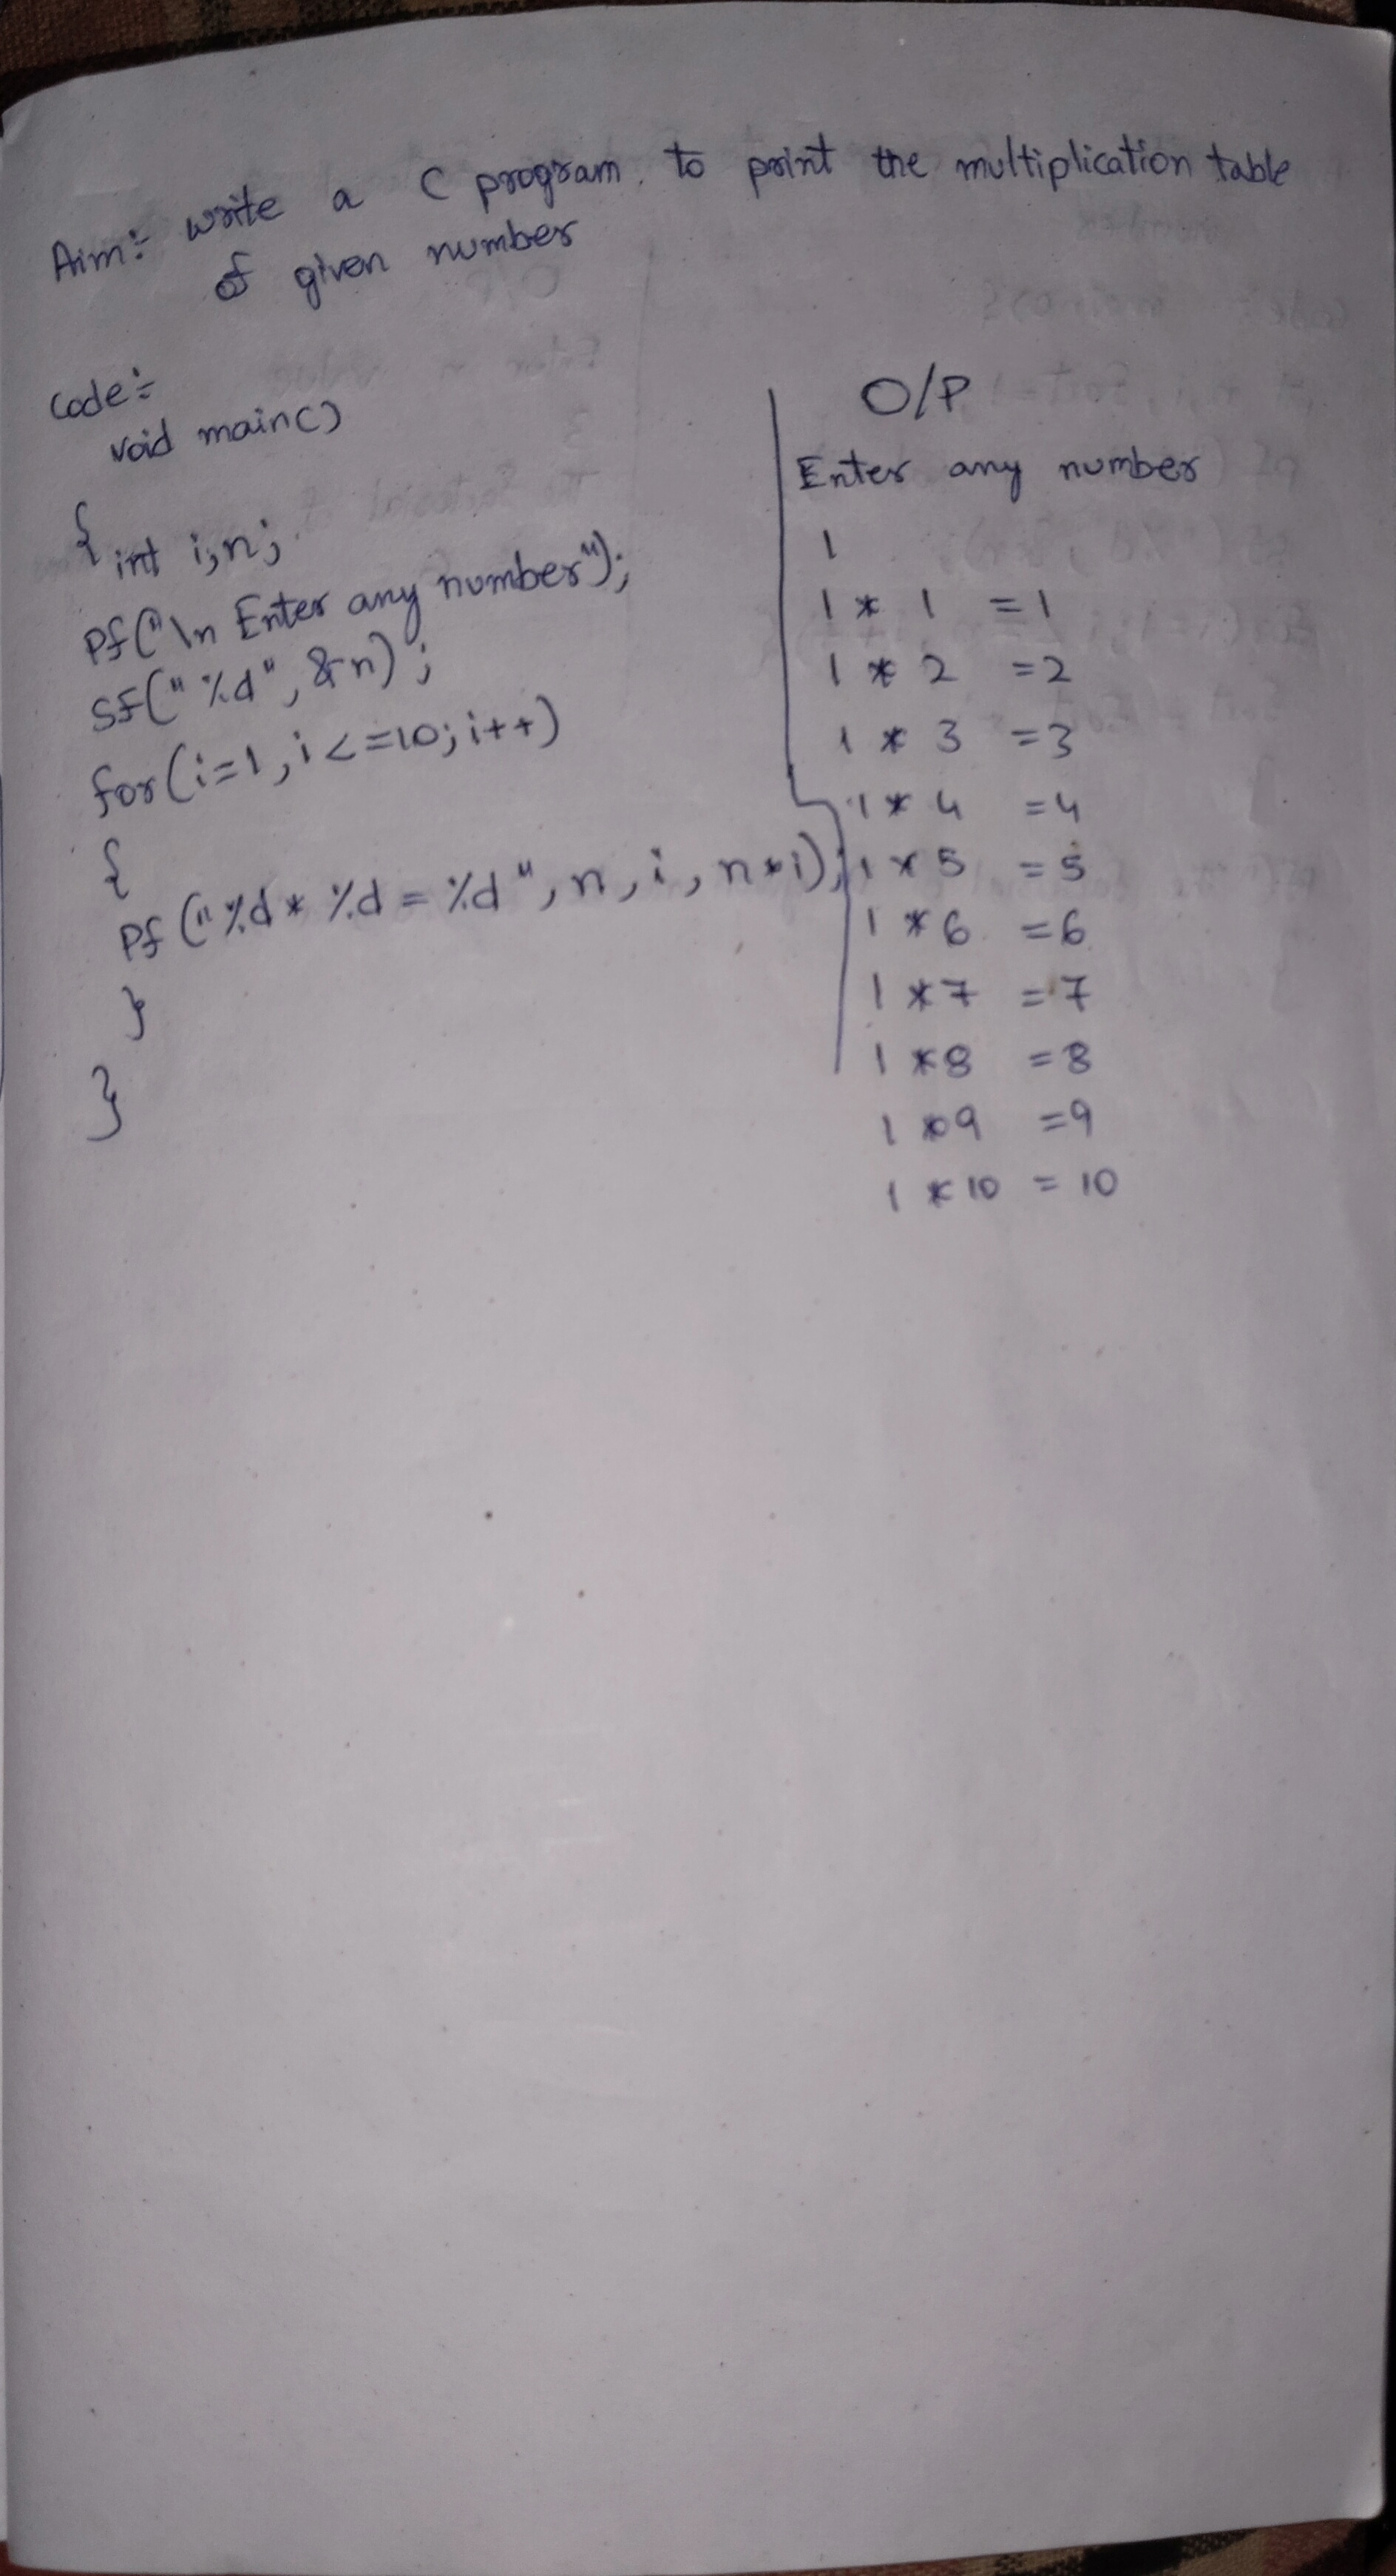 Aim:- write a C program. to print the multiplication table
of given number
Code:-
void main()
{
int i,n;
Pf("\n Enter any number");
Sf("%d",&n);
for(i=1,i<=10;i++)
{
Pf("%d * %d = %d", n, i, n*i);
}
}
O/P
Enter any number
1
1 * 1 =1
1 * 2 =2
1 * 3 =3
1 * 4 =4
1 * 5 =5
1 * 6 =6
1 * 7 =7
1 * 8 =8
1 * 9 =9
1 * 10 = 10